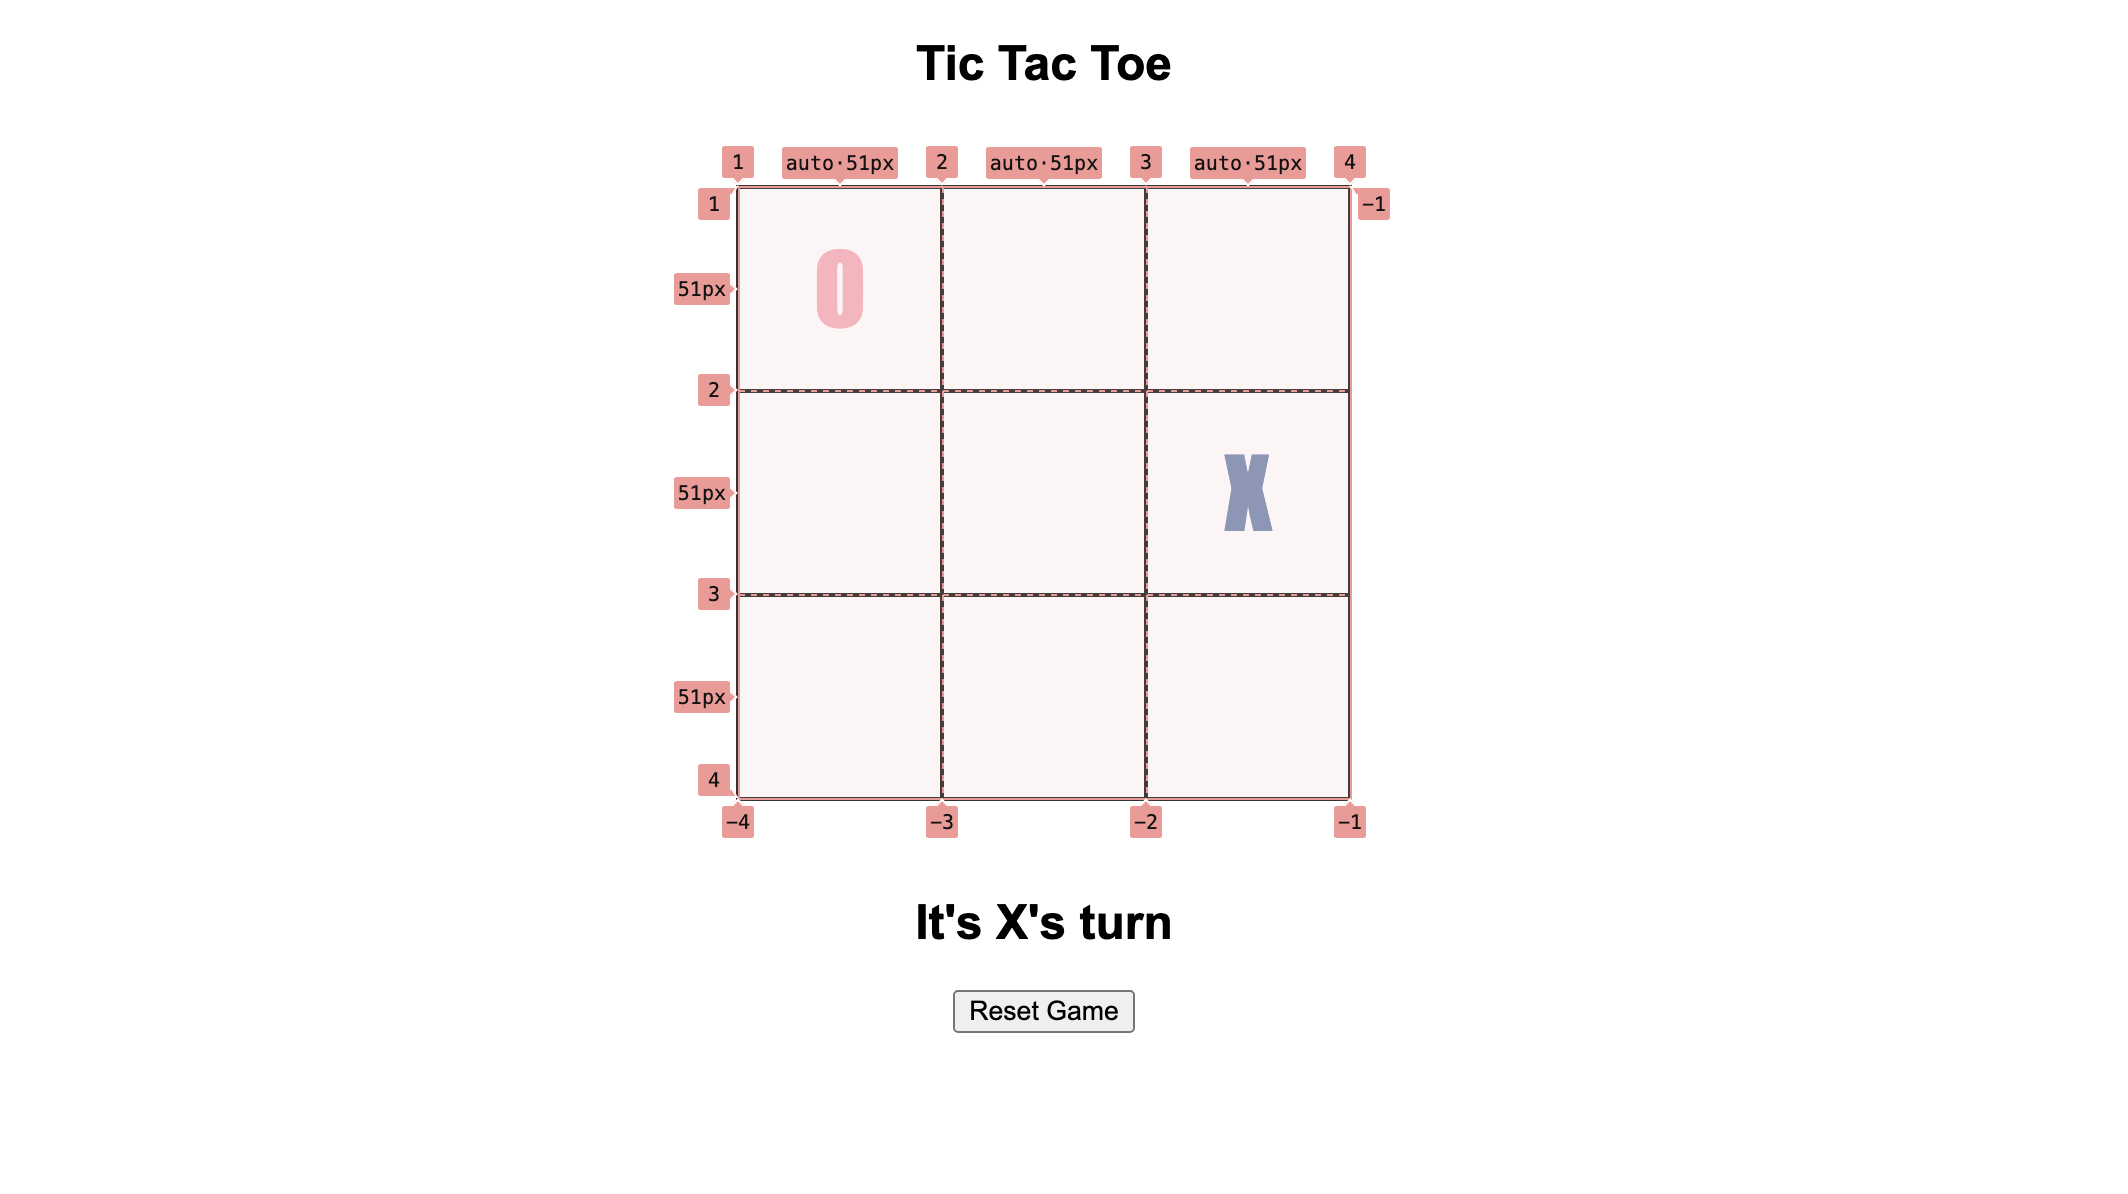 Tic Tac Toe
1 auto·51px 2 auto·51px 3 auto·51px 4
1 −1
51px O
2
51px X
3
51px
4
−4 −3 −2 −1
It's X's turn
Reset Game